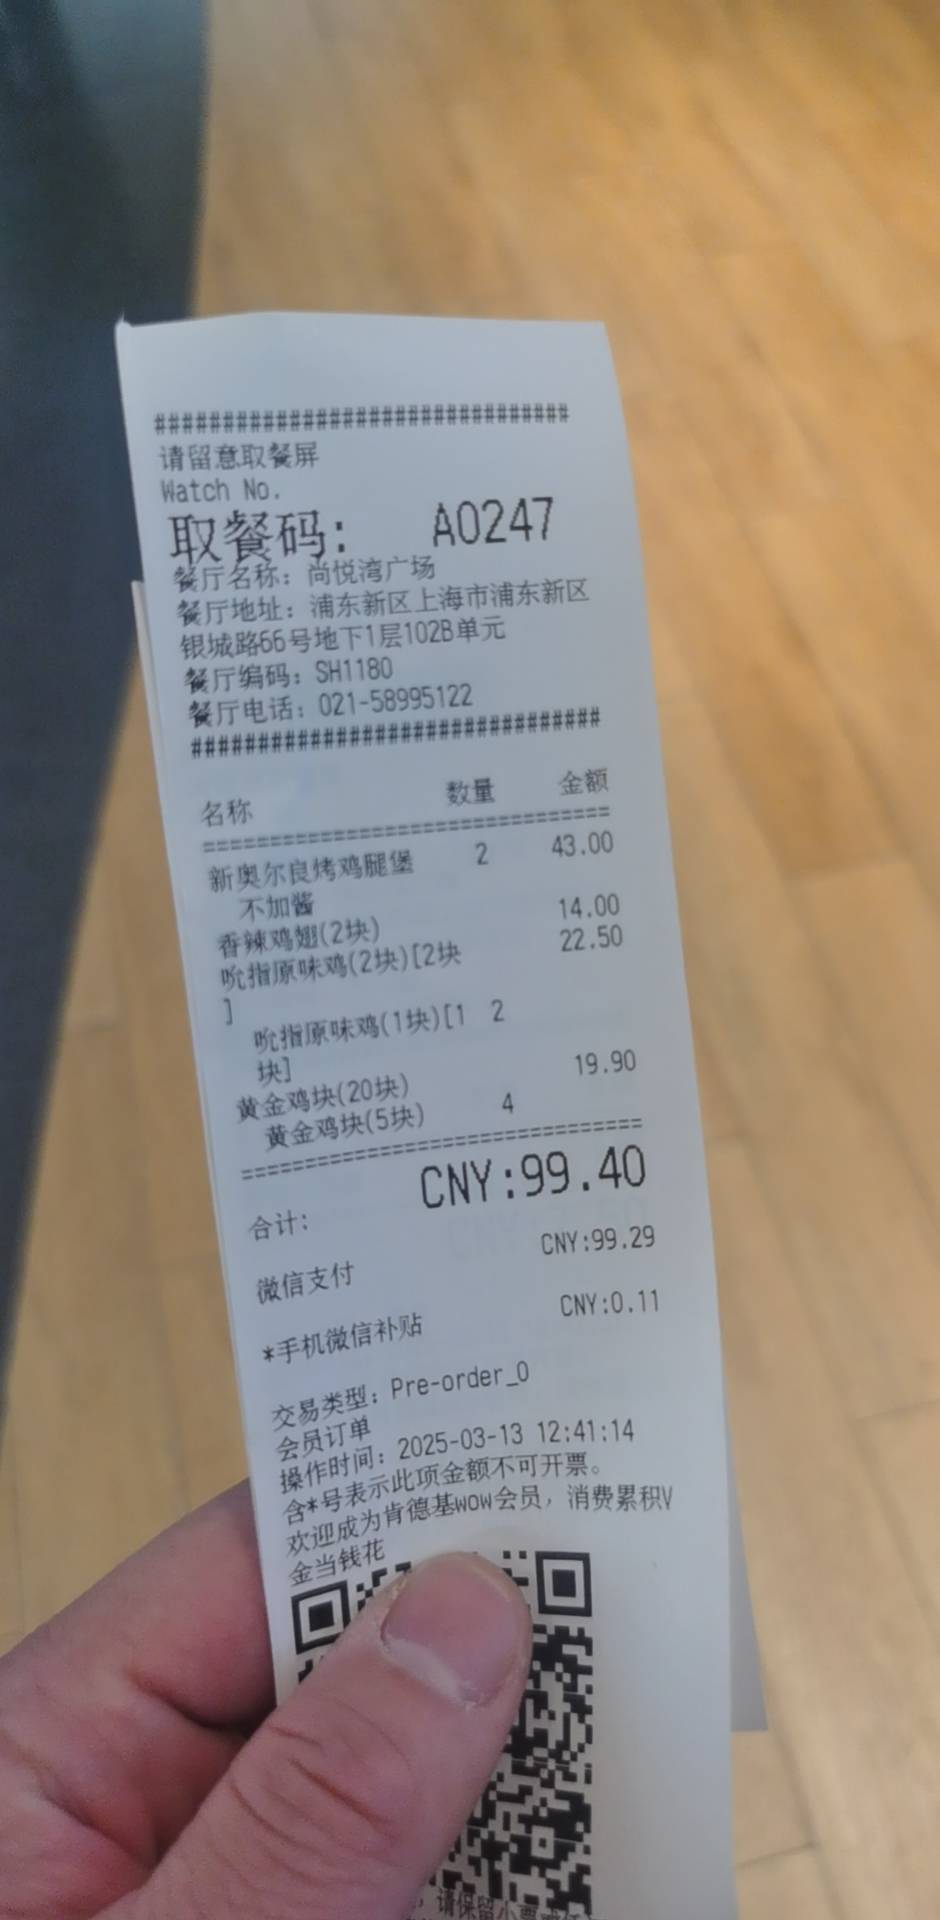 ###############################
请留意取餐屏
Watch No.
取餐码: A0247
餐厅名称: 尚悦湾广场
餐厅地址: 浦东新区上海市浦东新区
银城路66号地下1层102B单元
餐厅编码: SH1180
餐厅电话: 021-58995122
###############################
名称 数量 金额
================================
新奥尔良烤鸡腿堡 2 43.00
不加酱
香辣鸡翅(2块) 14.00
吮指原味鸡(2块)[2块 22.50
]
吮指原味鸡(1块)[1 2
块]
黄金鸡块(20块) 19.90
黄金鸡块(5块) 4
================================
合计: CNY:99.40
微信支付 CNY:99.29
*手机微信补贴 CNY:0.11
交易类型: Pre-order_0
会员订单
操作时间: 2025-03-13 12:41:14
含*号表示此项金额不可开票。
欢迎成为肯德基wow会员, 消费累积V
金当钱花
, 请保留小票